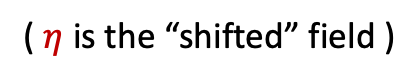 ( η is the “shifted” field )